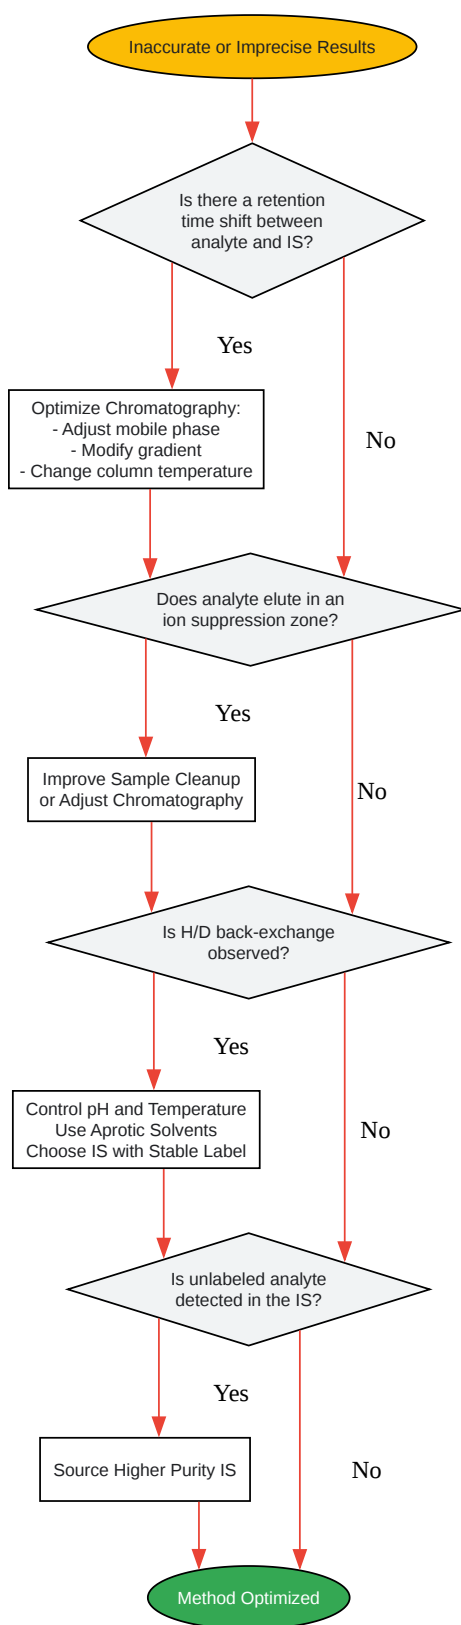 Inaccurate or Imprecise Results
Is there a retention
time shift between
analyte and IS?
Yes
No
Optimize Chromatography:
- Adjust mobile phase
- Modify gradient
- Change column temperature
Does analyte elute in an
ion suppression zone?
Yes
No
Improve Sample Cleanup
or Adjust Chromatography
Is H/D back-exchange
observed?
Yes
No
Control pH and Temperature
Use Aprotic Solvents
Choose IS with Stable Label
Is unlabeled analyte
detected in the IS?
Yes
No
Source Higher Purity IS
Method Optimized